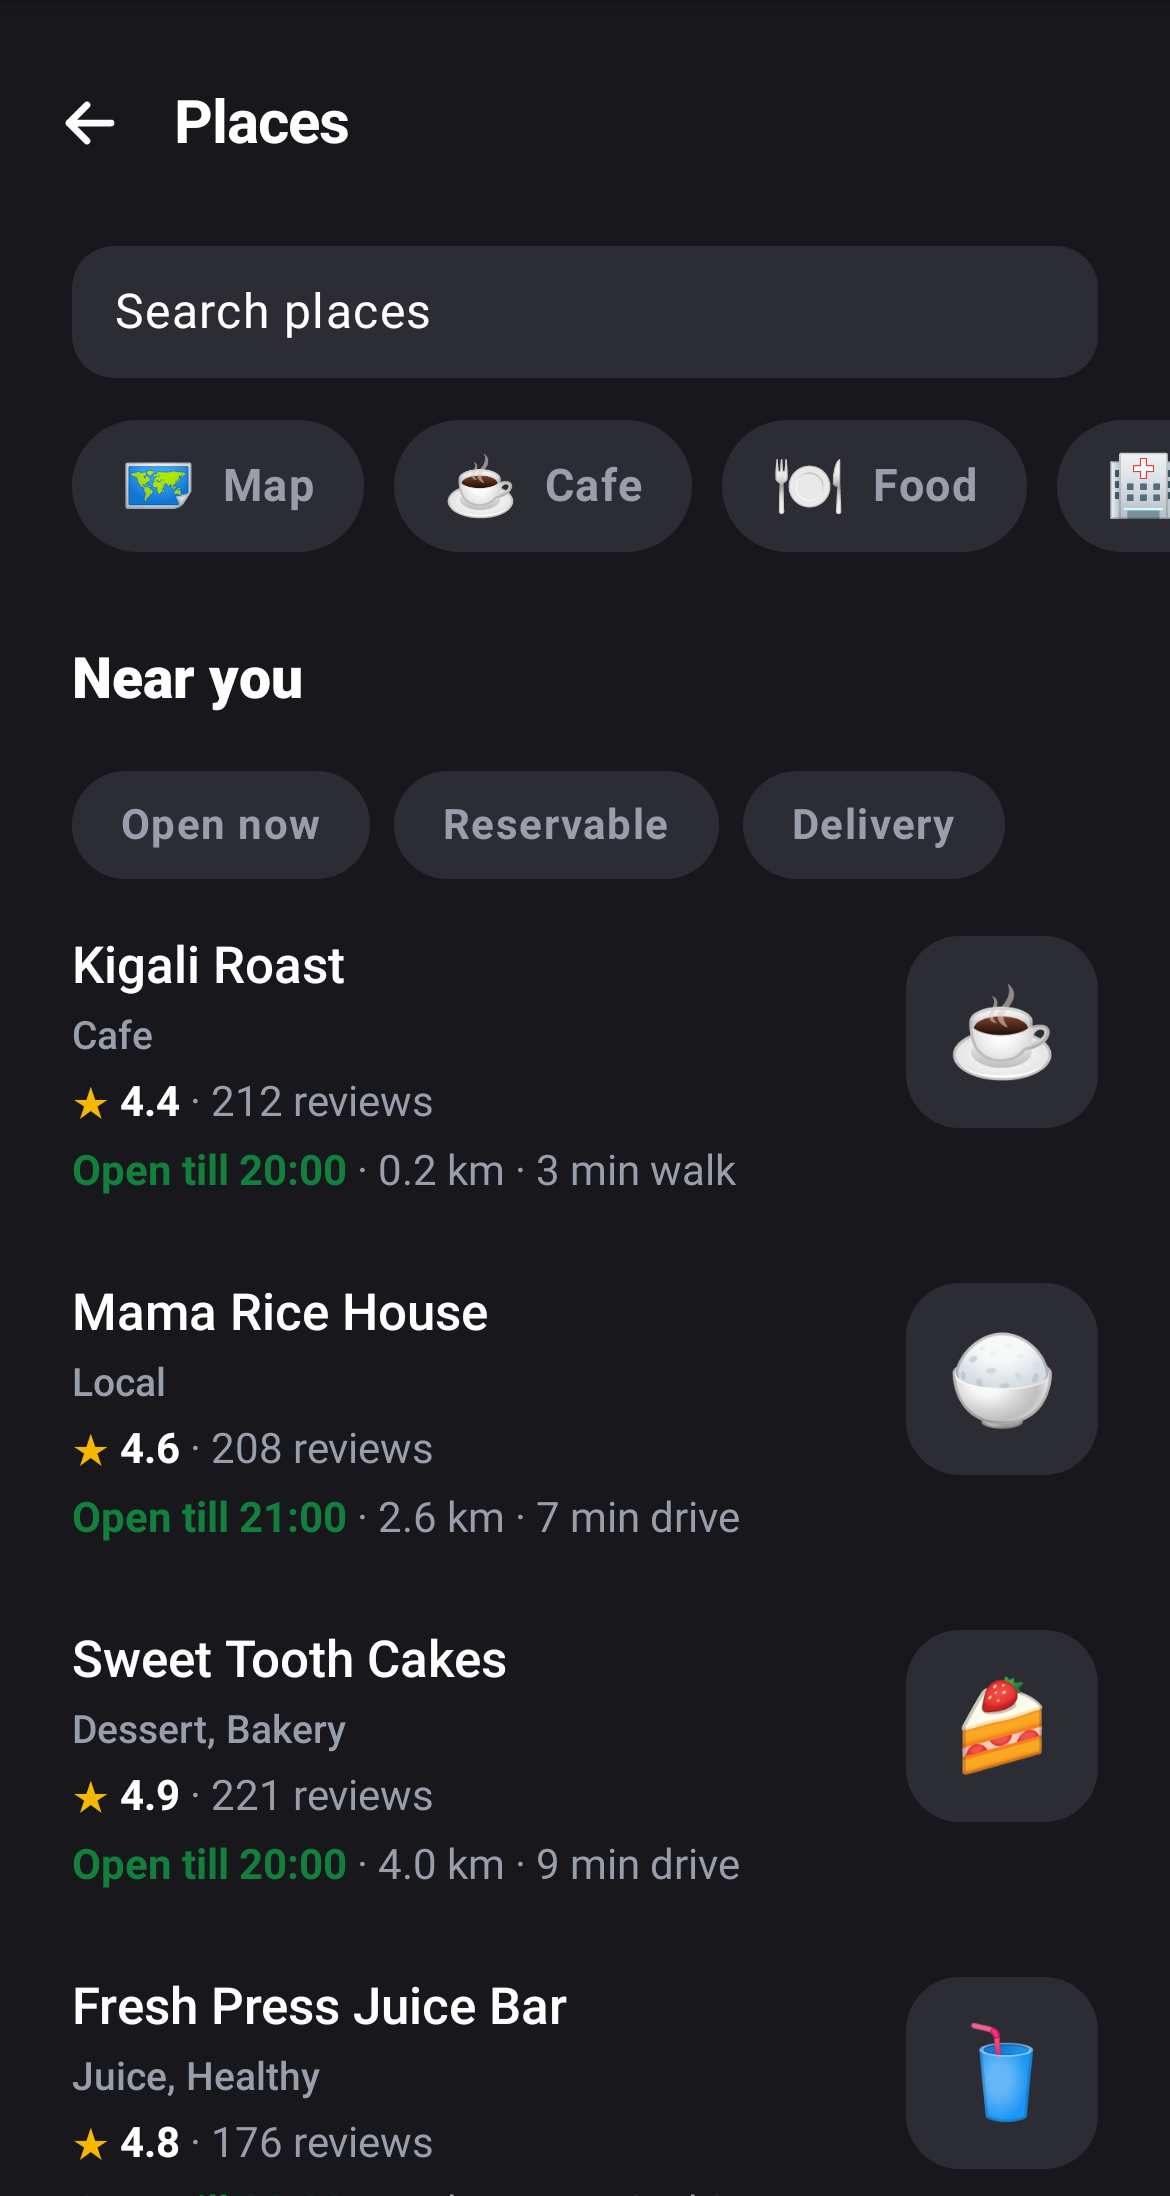 Places
Search places
Map Cafe Food
Near you
Open now Reservable Delivery
Kigali Roast
Cafe
★ 4.4 · 212 reviews
Open till 20:00 · 0.2 km · 3 min walk
Mama Rice House
Local
★ 4.6 · 208 reviews
Open till 21:00 · 2.6 km · 7 min drive
Sweet Tooth Cakes
Dessert, Bakery
★ 4.9 · 221 reviews
Open till 20:00 · 4.0 km · 9 min drive
Fresh Press Juice Bar
Juice, Healthy
★ 4.8 · 176 reviews